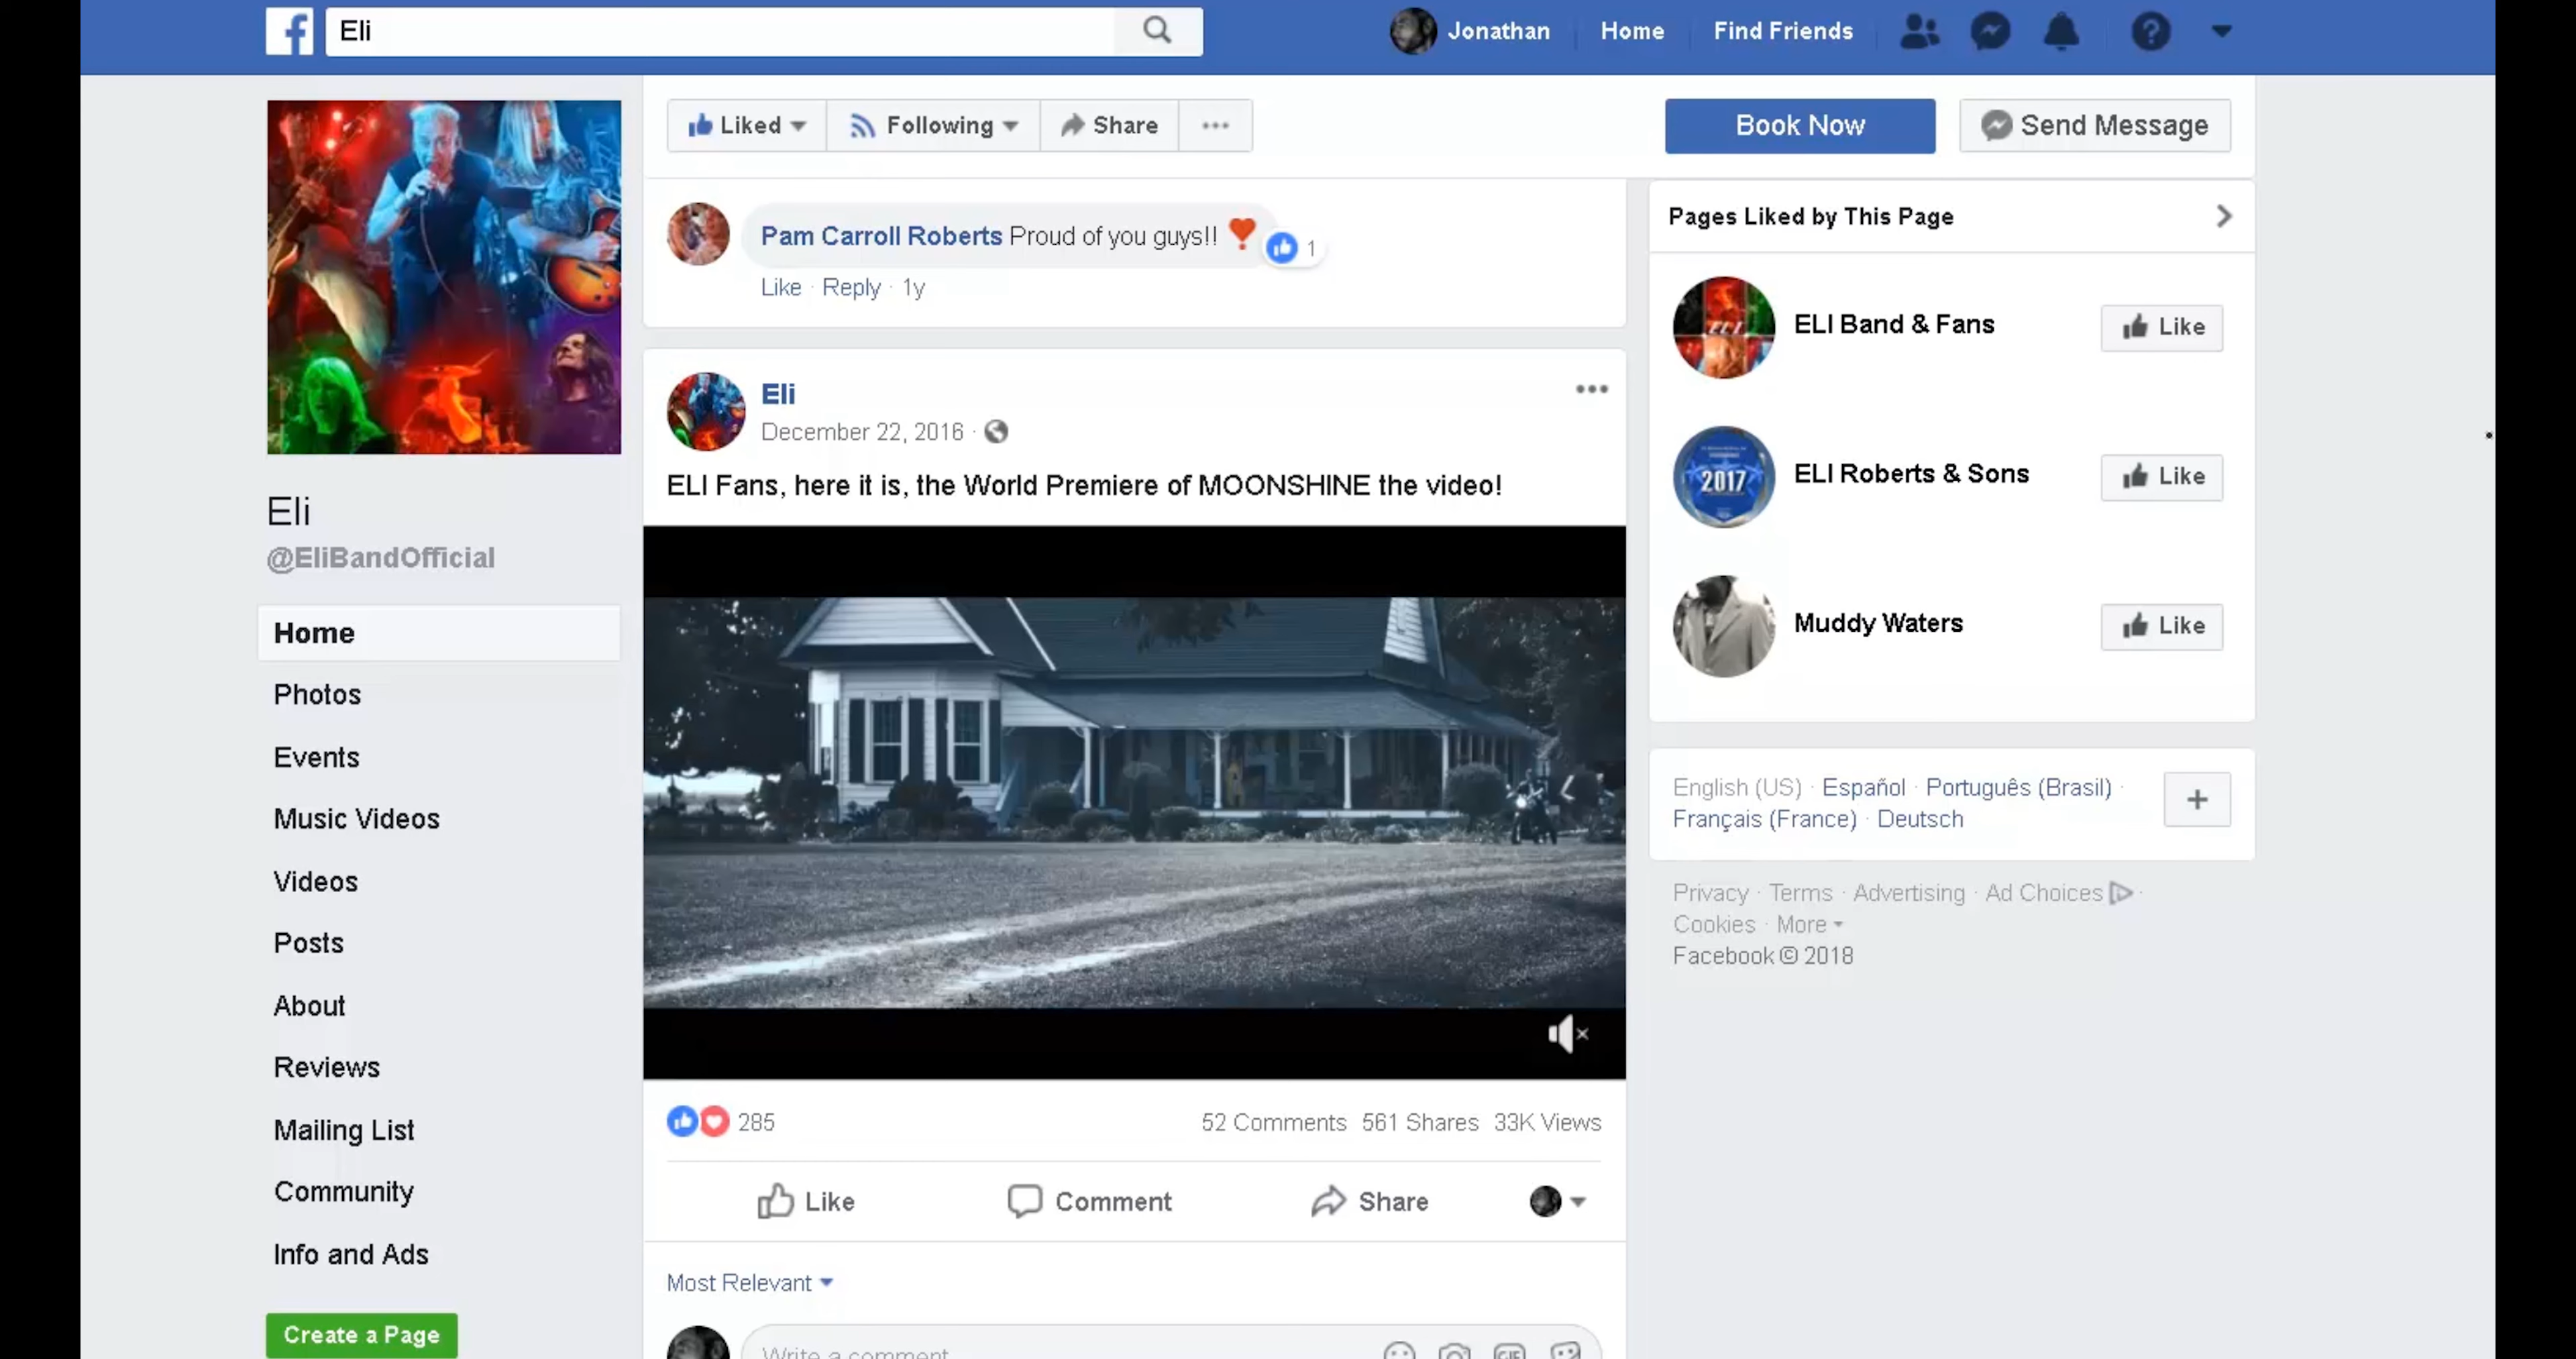 Eli
Jonathan
Home
Find Friends
Liked
Following
Share
Book Now
Send Message
Eli
@EliBandOfficial
Home
Photos
Events
Music Videos
Videos
Posts
About
Reviews
Mailing List
Community
Info and Ads
Create a Page
Pam Carroll Roberts Proud of you guys!!
1
Like · Reply · 1y
Eli
December 22, 2016 ·
ELI Fans, here it is, the World Premiere of MOONSHINE the video!
285
52 Comments 561 Shares 33K Views
Like
Comment
Share
Most Relevant
Write a comment
GIF
Pages Liked by This Page
ELI Band & Fans
Like
2017
ELI Roberts & Sons
Like
Muddy Waters
Like
English (US) · Español · Português (Brasil) ·
Français (France) · Deutsch
Privacy · Terms · Advertising · Ad Choices ·
Cookies · More
Facebook © 2018